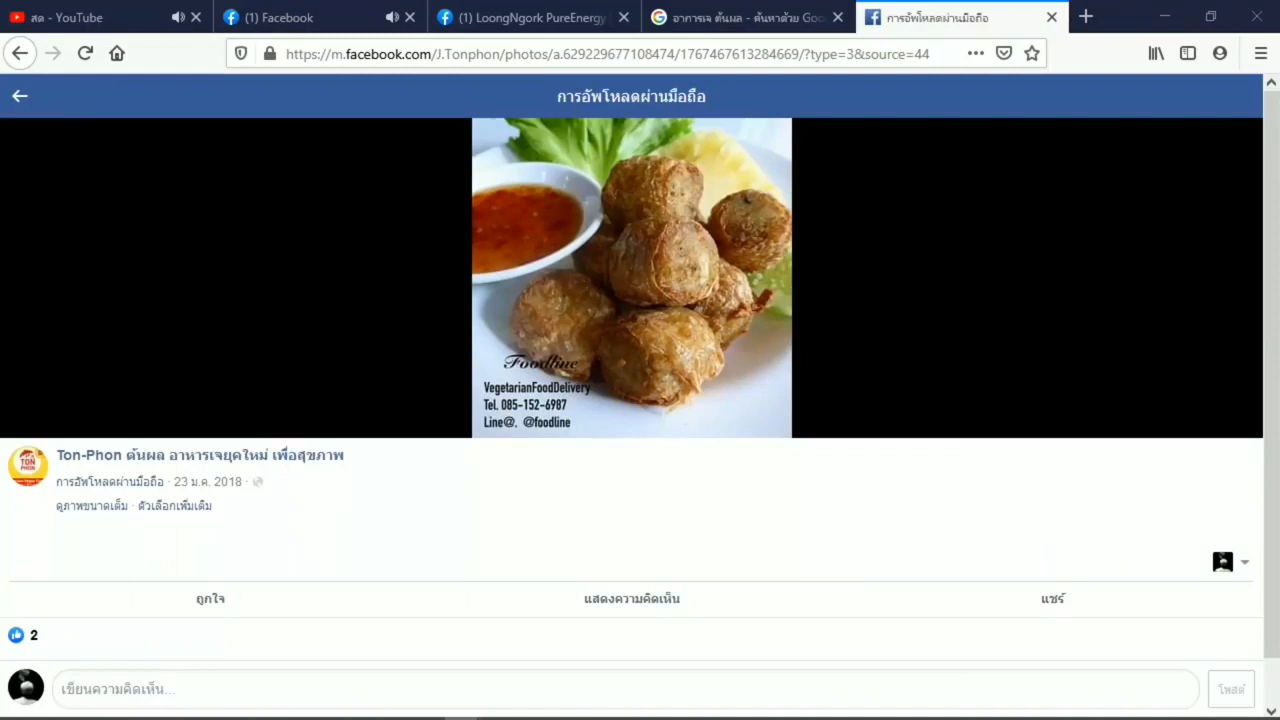 สด - YouTube
(1) Facebook
(1) LoongNgork PureEnergy
อาการเจ ต้นผล - ค้นหาด้วย Goo
การอัพโหลดผ่านมือถือ
https://m.facebook.com/J.Tonphon/photos/a.629229677108474/1767467613284669/?type=3&source=44
การอัพโหลดผ่านมือถือ
Foodline
VegetarianFoodDelivery
Tel. 085-152-6987
Line@. @foodline
TON
PHON
Ton-Phon ต้นผล อาหารเจยุคใหม่ เพื่อสุขภาพ
การอัพโหลดผ่านมือถือ · 23 ม.ค. 2018 ·
ดูภาพขนาดเต็ม · ตัวเลือกเพิ่มเติม
ถูกใจ
แสดงความคิดเห็น
แชร์
2
เขียนความคิดเห็น...
โพสต์